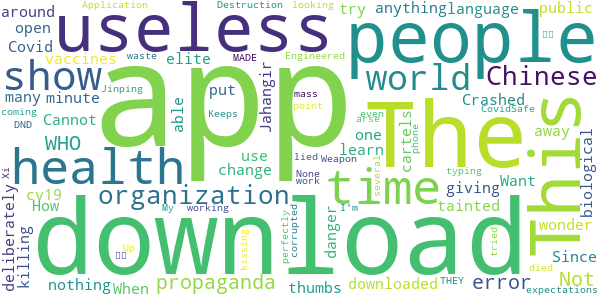 Application Destruction looking
around useless try anything language public
open people
Covid elite MADE Engineered
vaccines waste
show app world Chinese
many minute Jinping able put Jahangir mass Crashed
coming Cannot point CovidSafe
DND WHO Keeps The This
use one away
health change lied Weapon learn cartels even phone
None arse biological
organization work time several giving
Xi cy19 tainted
deliberately How My working I'm typing Want
killing download danger wonder
Up perfectly corrupted kissing tried Since
nothing When died
propaganda thumbs downloaded error Not
THEY expectations